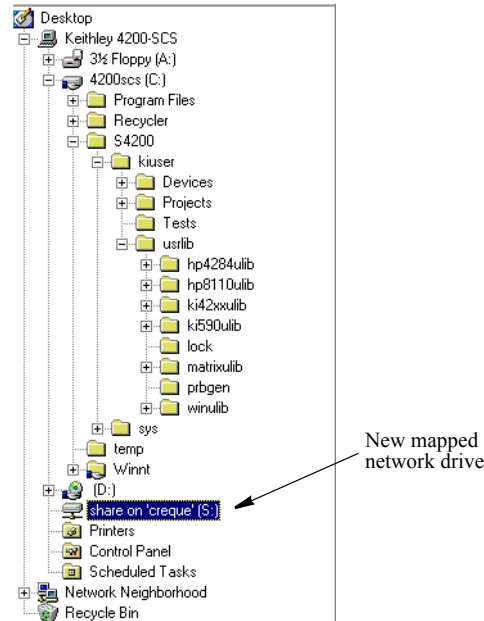 Desktop
Keithley 4200-SCS
3½ Floppy (A:)
4200scs (C:)
Program Files
Recycler
S4200
kiuser
Devices
Projects
Tests
usrlib
hp4284ulib
hp8110ulib
ki42xxulib
ki590ulib
lock
matrixulib
prbgen
winulib
sys
temp
Winnt
(D:)
share on 'creque' (S:)
Printers
Control Panel
Scheduled Tasks
Network Neighborhood
Recycle Bin
New mapped
network drive